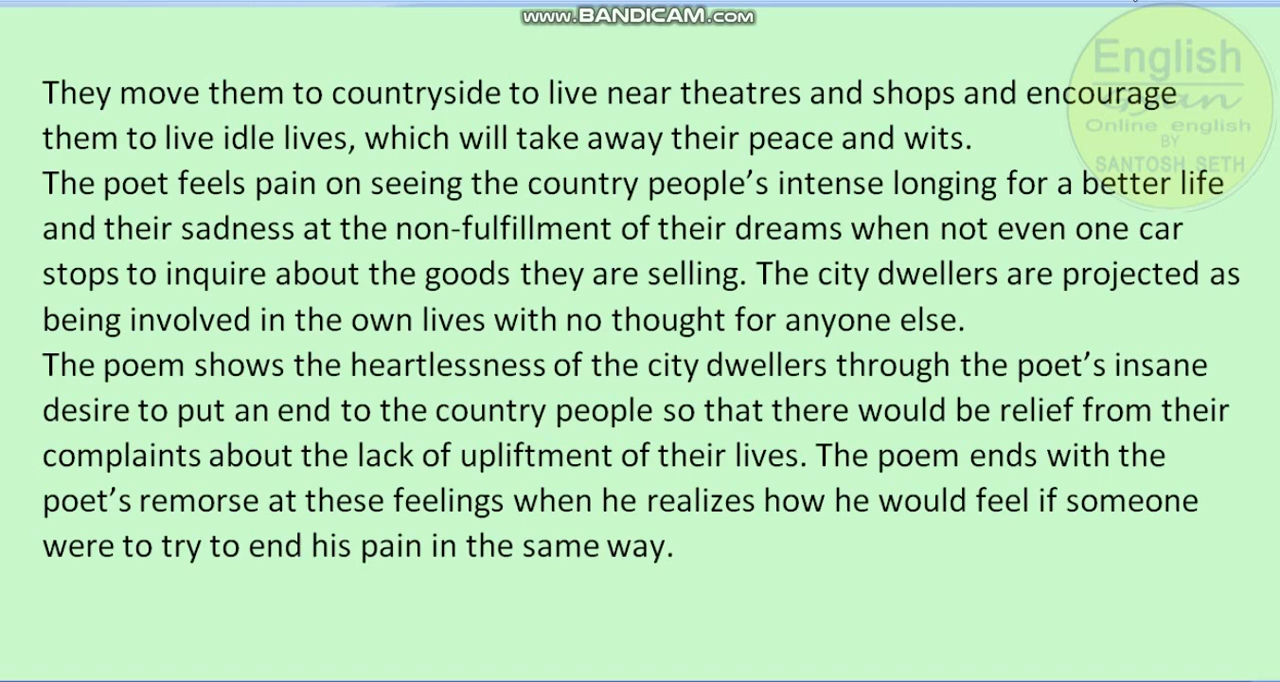 www.BANDICAM.com
English
Online english
BY
SANTOSH SETH
They move them to countryside to live near theatres and shops and encourage
them to live idle lives, which will take away their peace and wits.
The poet feels pain on seeing the country people's intense longing for a better life
and their sadness at the non-fulfillment of their dreams when not even one car
stops to inquire about the goods they are selling. The city dwellers are projected as
being involved in the own lives with no thought for anyone else.
The poem shows the heartlessness of the city dwellers through the poet's insane
desire to put an end to the country people so that there would be relief from their
complaints about the lack of upliftment of their lives. The poem ends with the
poet's remorse at these feelings when he realizes how he would feel if someone
were to try to end his pain in the same way.